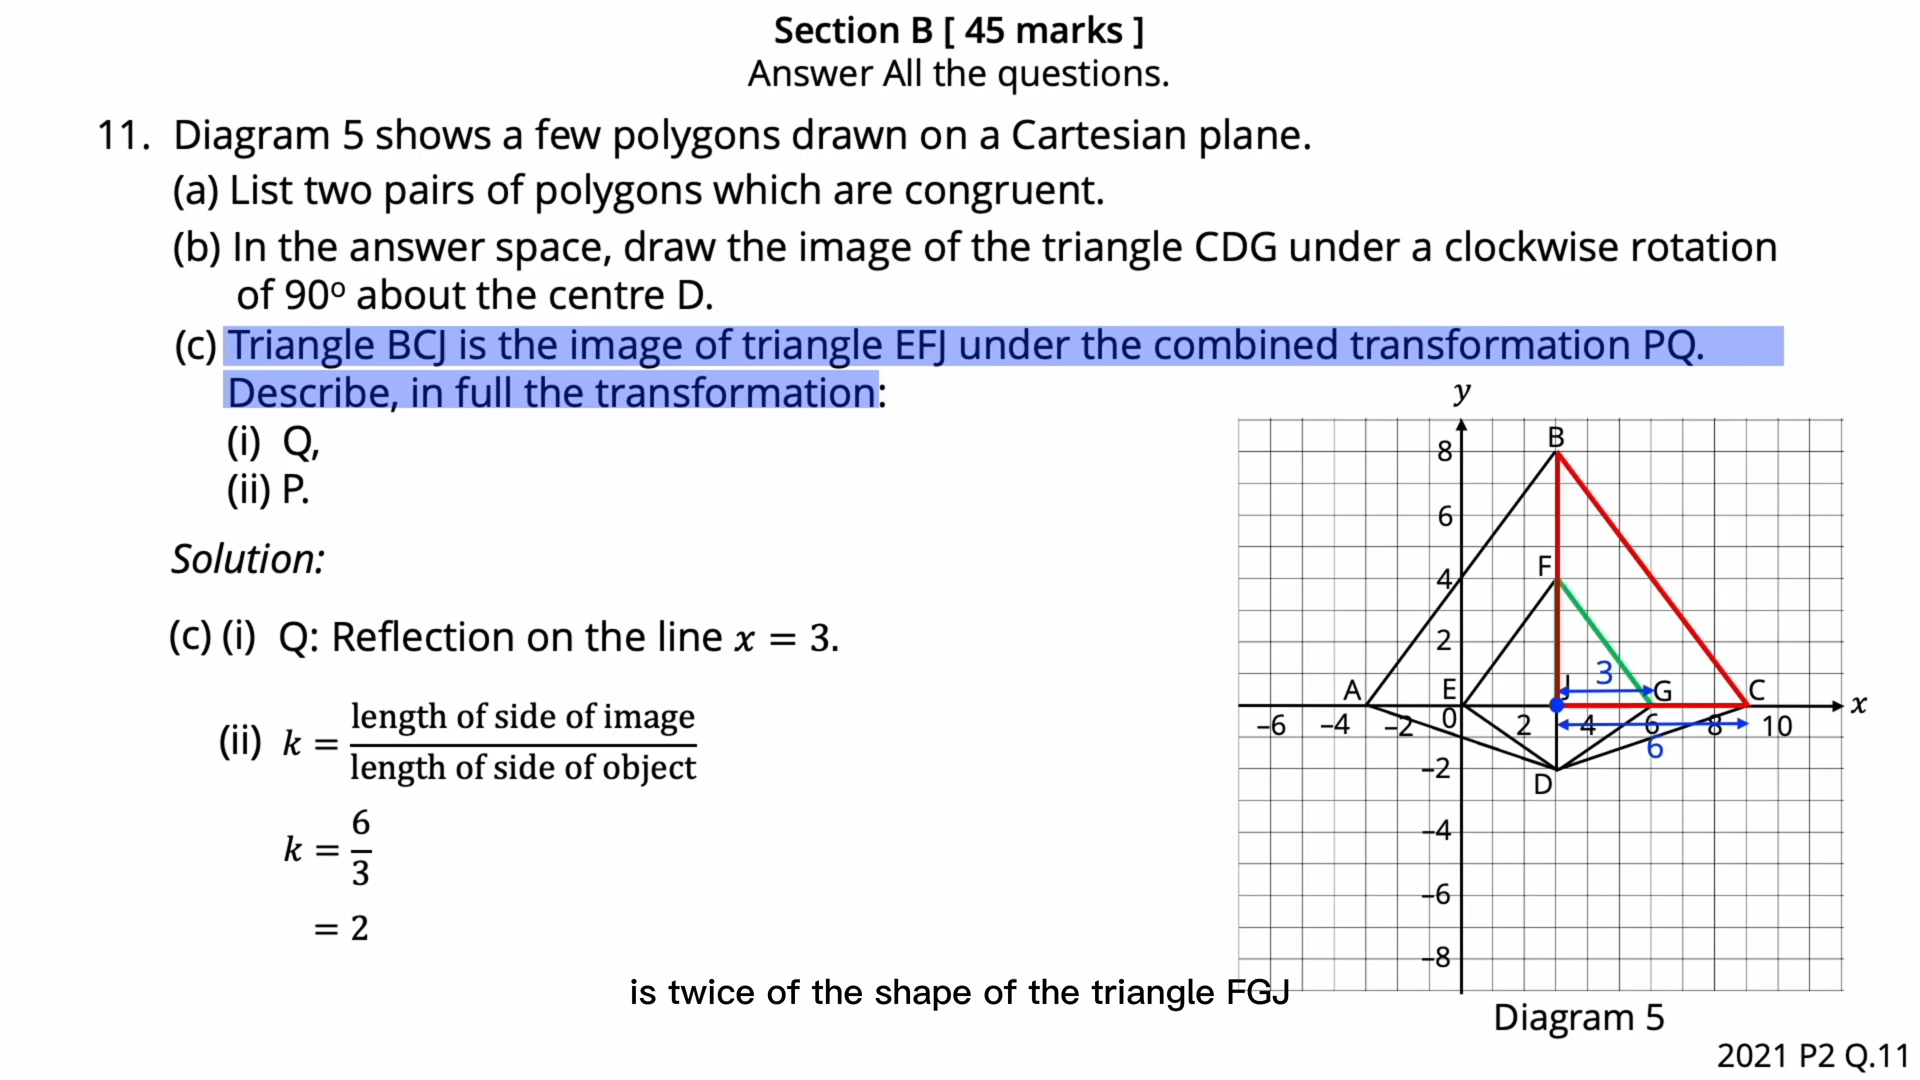 Section B [ 45 marks ]
Answer All the questions.
11. Diagram 5 shows a few polygons drawn on a Cartesian plane.
(a) List two pairs of polygons which are congruent.
(b) In the answer space, draw the image of the triangle CDG under a clockwise rotation
of 90º about the centre D.
(c) Triangle BCJ is the image of triangle EFJ under the combined transformation PQ.
Describe, in full the transformation:
(i) Q,
(ii) P.
Solution:
(c) (i) Q: Reflection on the line x = 3.
(ii) k = length of side of image
length of side of object
k = 6
3
= 2
y
8
B
6
F
4
2
3
A E J G C x
–6 –4 –2 0 2 4 6 8 10
6
–2
D
–4
–6
–8
is twice of the shape of the triangle FGJ
Diagram 5
2021 P2 Q.11